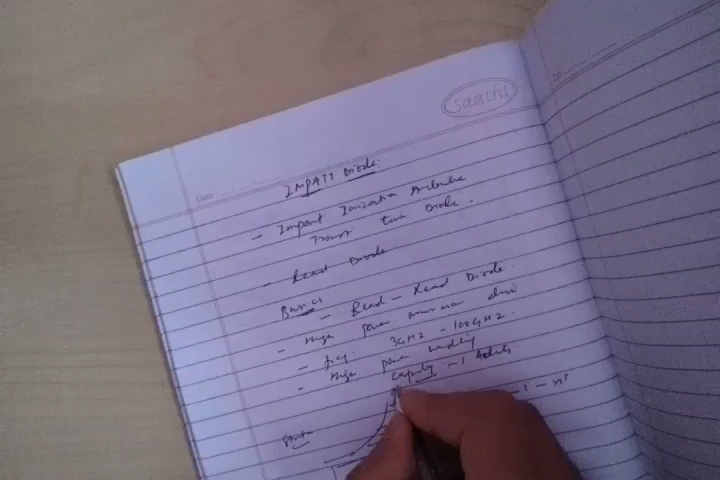 saathi
Date
IMPATT Diode
- Impact Ionization Avalanche
Transit time Diode.
- Read Diode
Basics
- Read - Read Diode.
- High power
- freq. 3GHz - 100GHz.
- High power handling
capacity